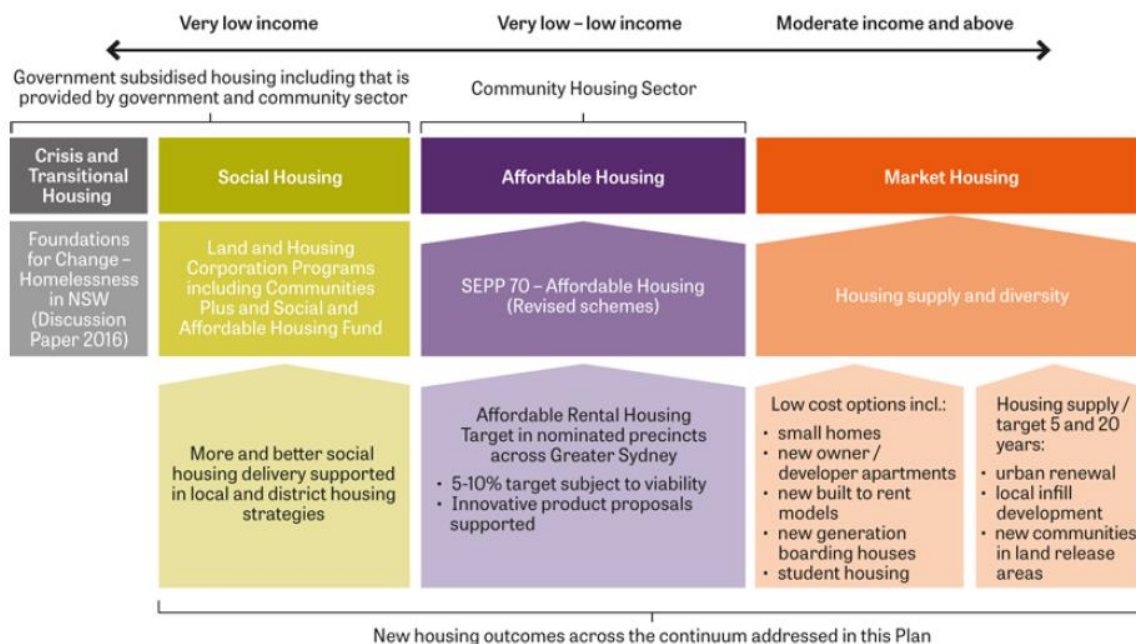 Very low income
Very low – low income
Moderate income and above
Government subsidised housing including that is
provided by government and community sector
Community Housing Sector
Crisis and
Transitional
Housing
Social Housing
Affordable Housing
Market Housing
Foundations
for Change –
Homelessness
in NSW
(Discussion
Paper 2016)
Land and Housing
Corporation Programs
including Communities
Plus and Social and
Affordable Housing Fund
SEPP 70 – Affordable Housing
(Revised schemes)
Housing supply and diversity
More and better social
housing delivery supported
in local and district housing
strategies
Affordable Rental Housing
Target in nominated precincts
across Greater Sydney
• 5-10% target subject to viability
• Innovative product proposals
supported
Low cost options incl.:
• small homes
• new owner /
developer apartments
• new built to rent
models
• new generation
boarding houses
• student housing
Housing supply /
target 5 and 20
years:
• urban renewal
• local infill
development
• new communities
in land release
areas
New housing outcomes across the continuum addressed in this Plan